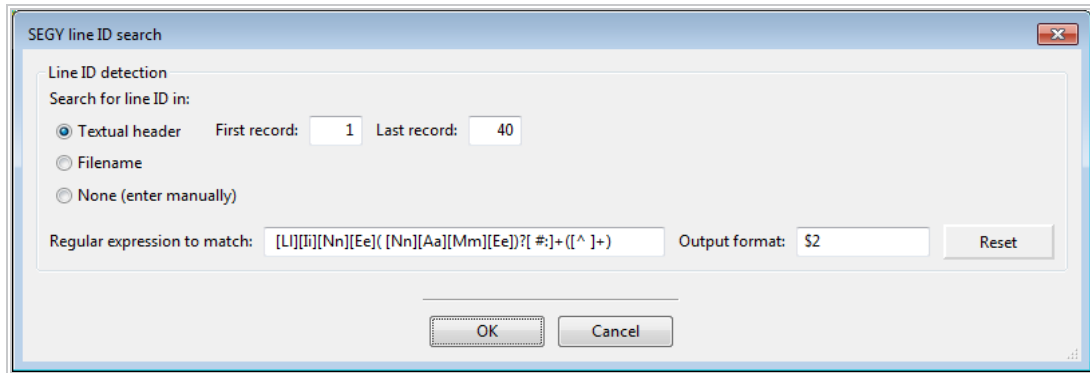 SEGY line ID search
Line ID detection
Search for line ID in:
Textual header First record: 1 Last record: 40
Filename
None (enter manually)
Regular expression to match: [Ll][Ii][Nn][Ee]( [Nn][Aa][Mm][Ee])?[ #:]+([^ ]+) Output format: $2 Reset
OK Cancel